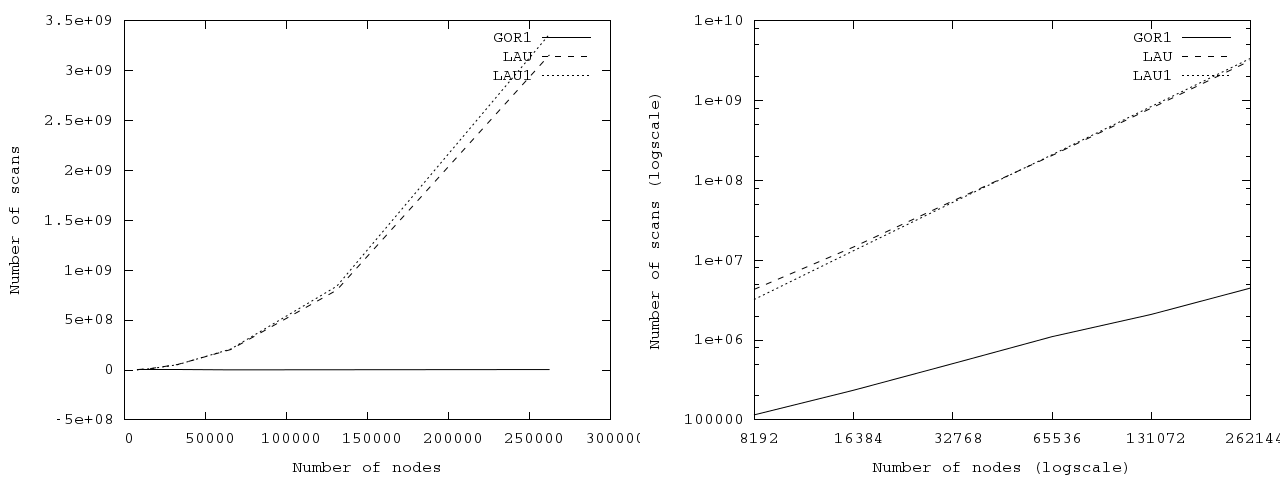 3.5e+09
3e+09
2.5e+09
2e+09
1.5e+09
1e+09
5e+08
0
-5e+08
0 50000 100000 150000 200000 250000 300000
Number of scans
Number of nodes
GOR1
LAU
LAU1
1e+10
1e+09
1e+08
1e+07
1e+06
100000
8192 16384 32768 65536 131072 262144
Number of scans (logscale)
Number of nodes (logscale)
GOR1
LAU
LAU1